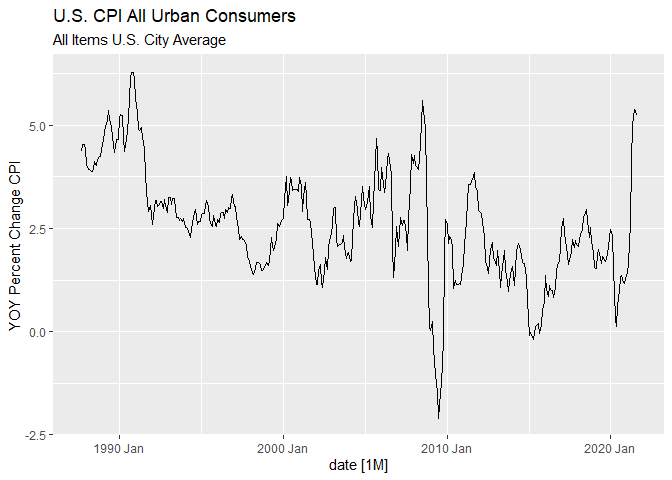 U.S. CPI All Urban Consumers
All Items U.S. City Average
YOY Percent Change CPI
5.0
2.5
0.0
-2.5
1990 Jan
2000 Jan
2010 Jan
2020 Jan
date [1M]